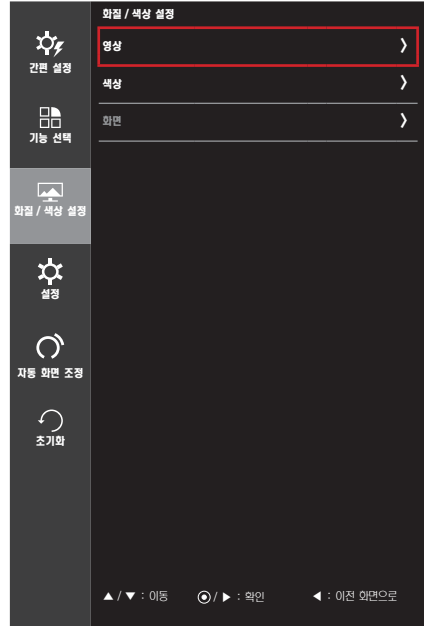 화질 / 색상 설정
영상
색상
화면
간편 설정
기능 선택
화질 / 색상 설정
설정
자동 화면 조정
초기화
▲ / ▼ : 이동 ⦿ / ▶ : 확인 ◀ : 이전 화면으로